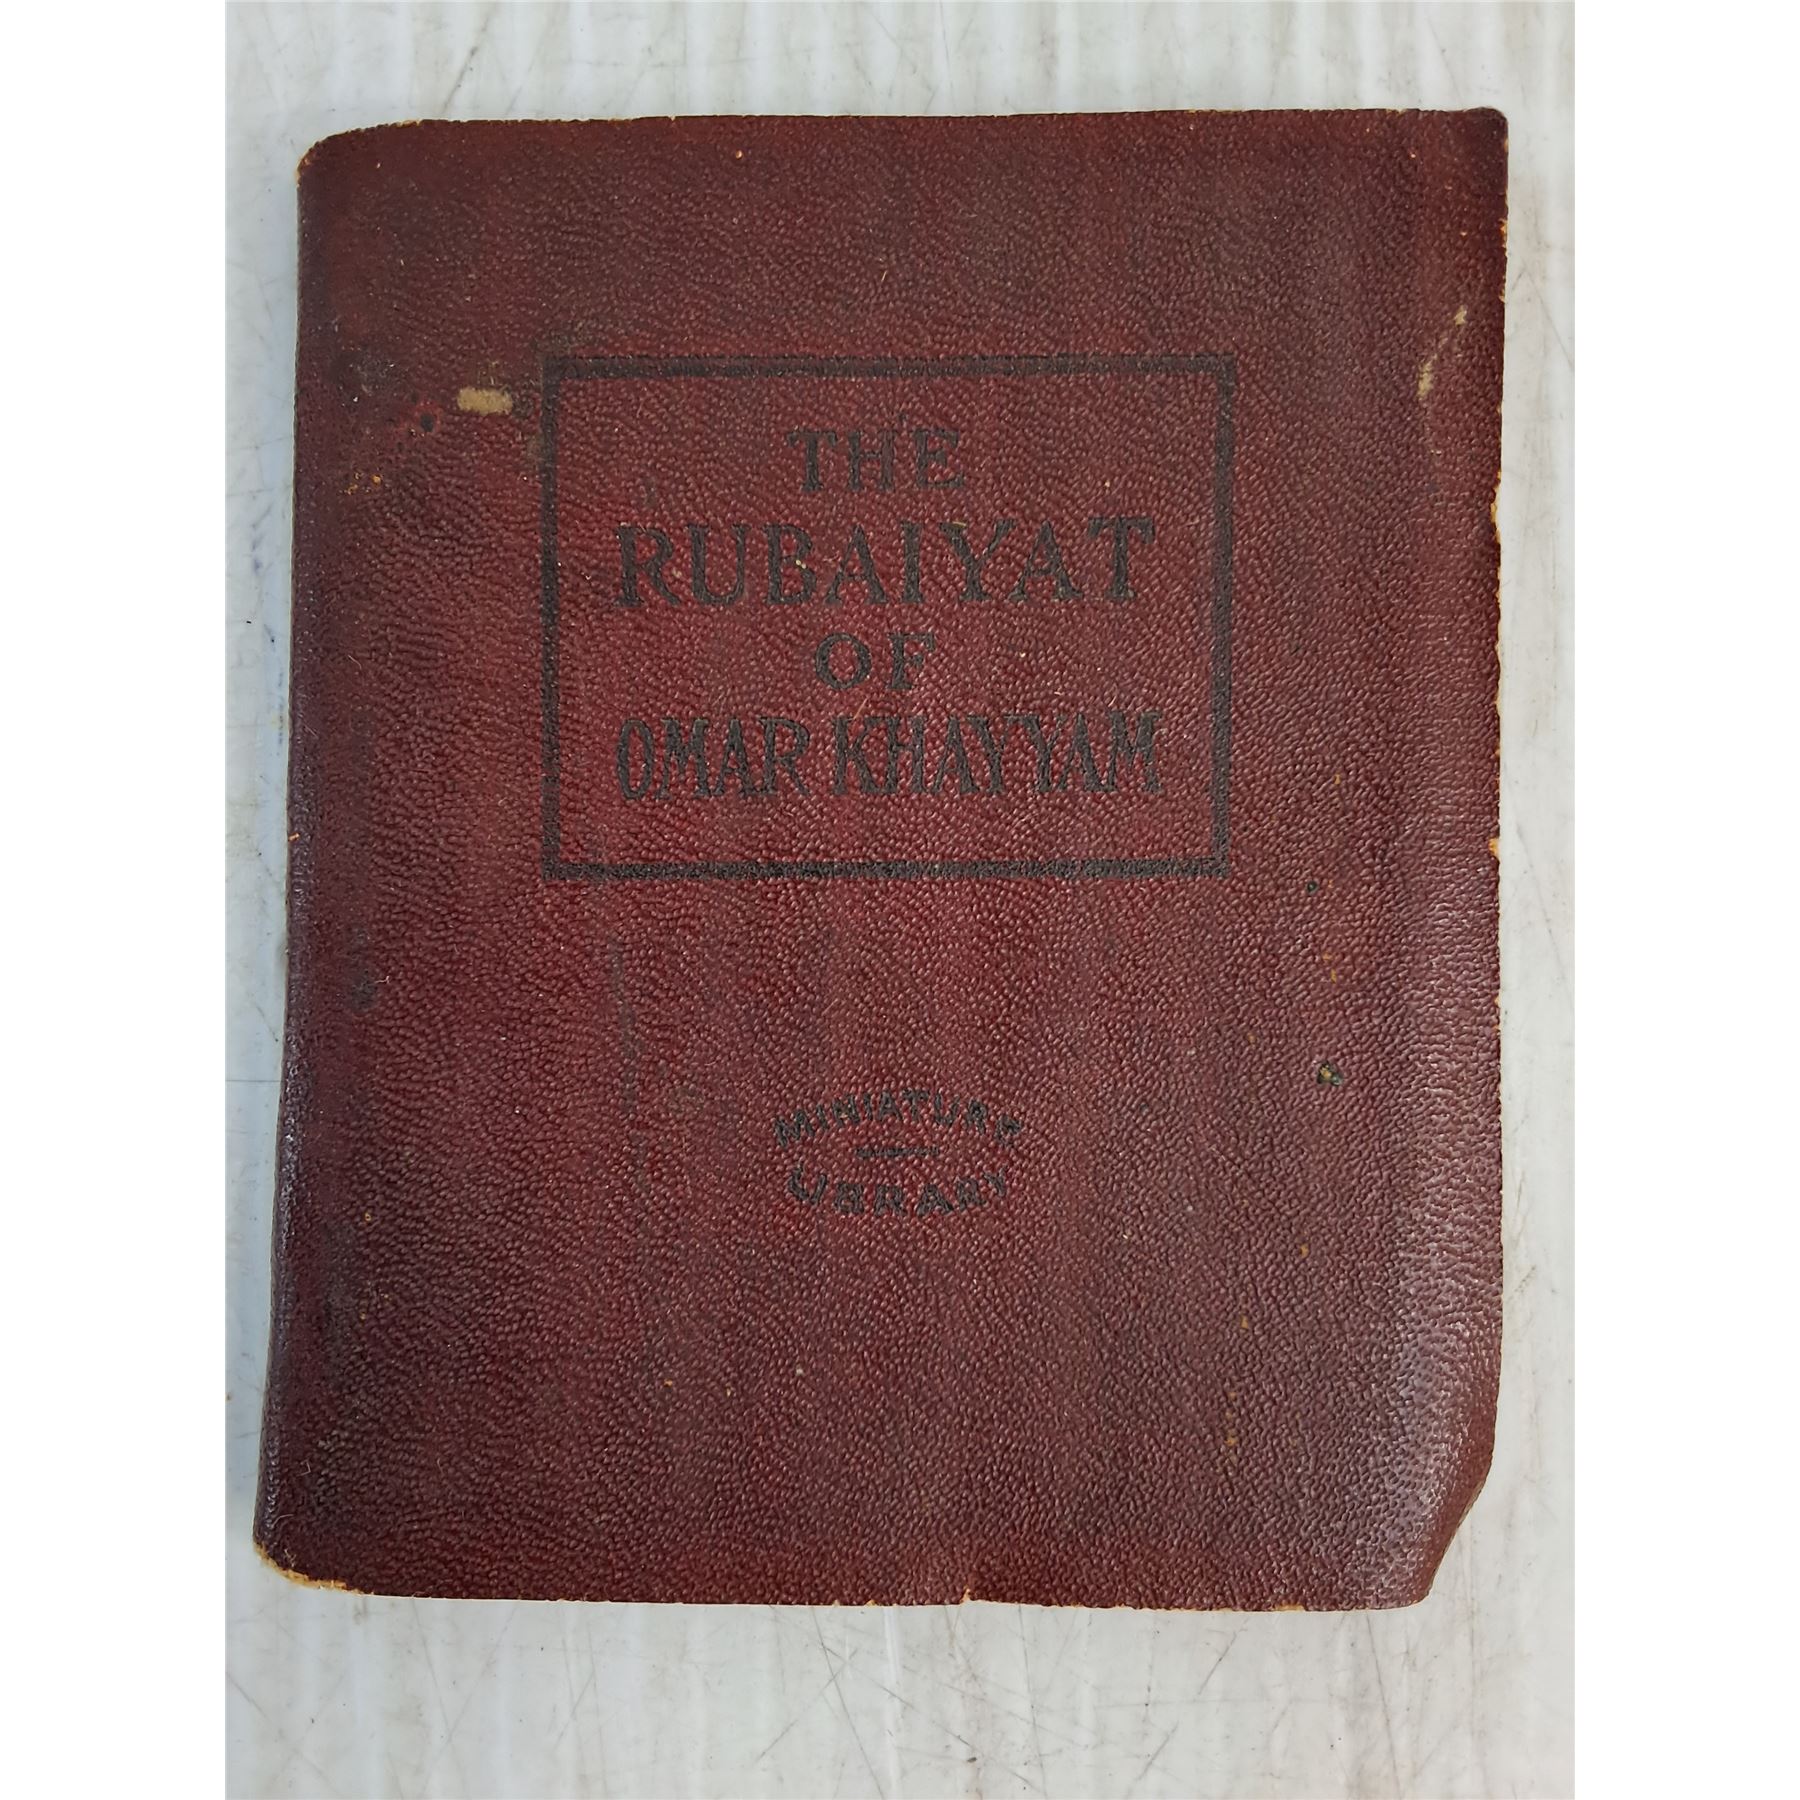 THE
RUBAIYAT
OF
OMAR KHAYYAM
MINIATURE
LIBRARY